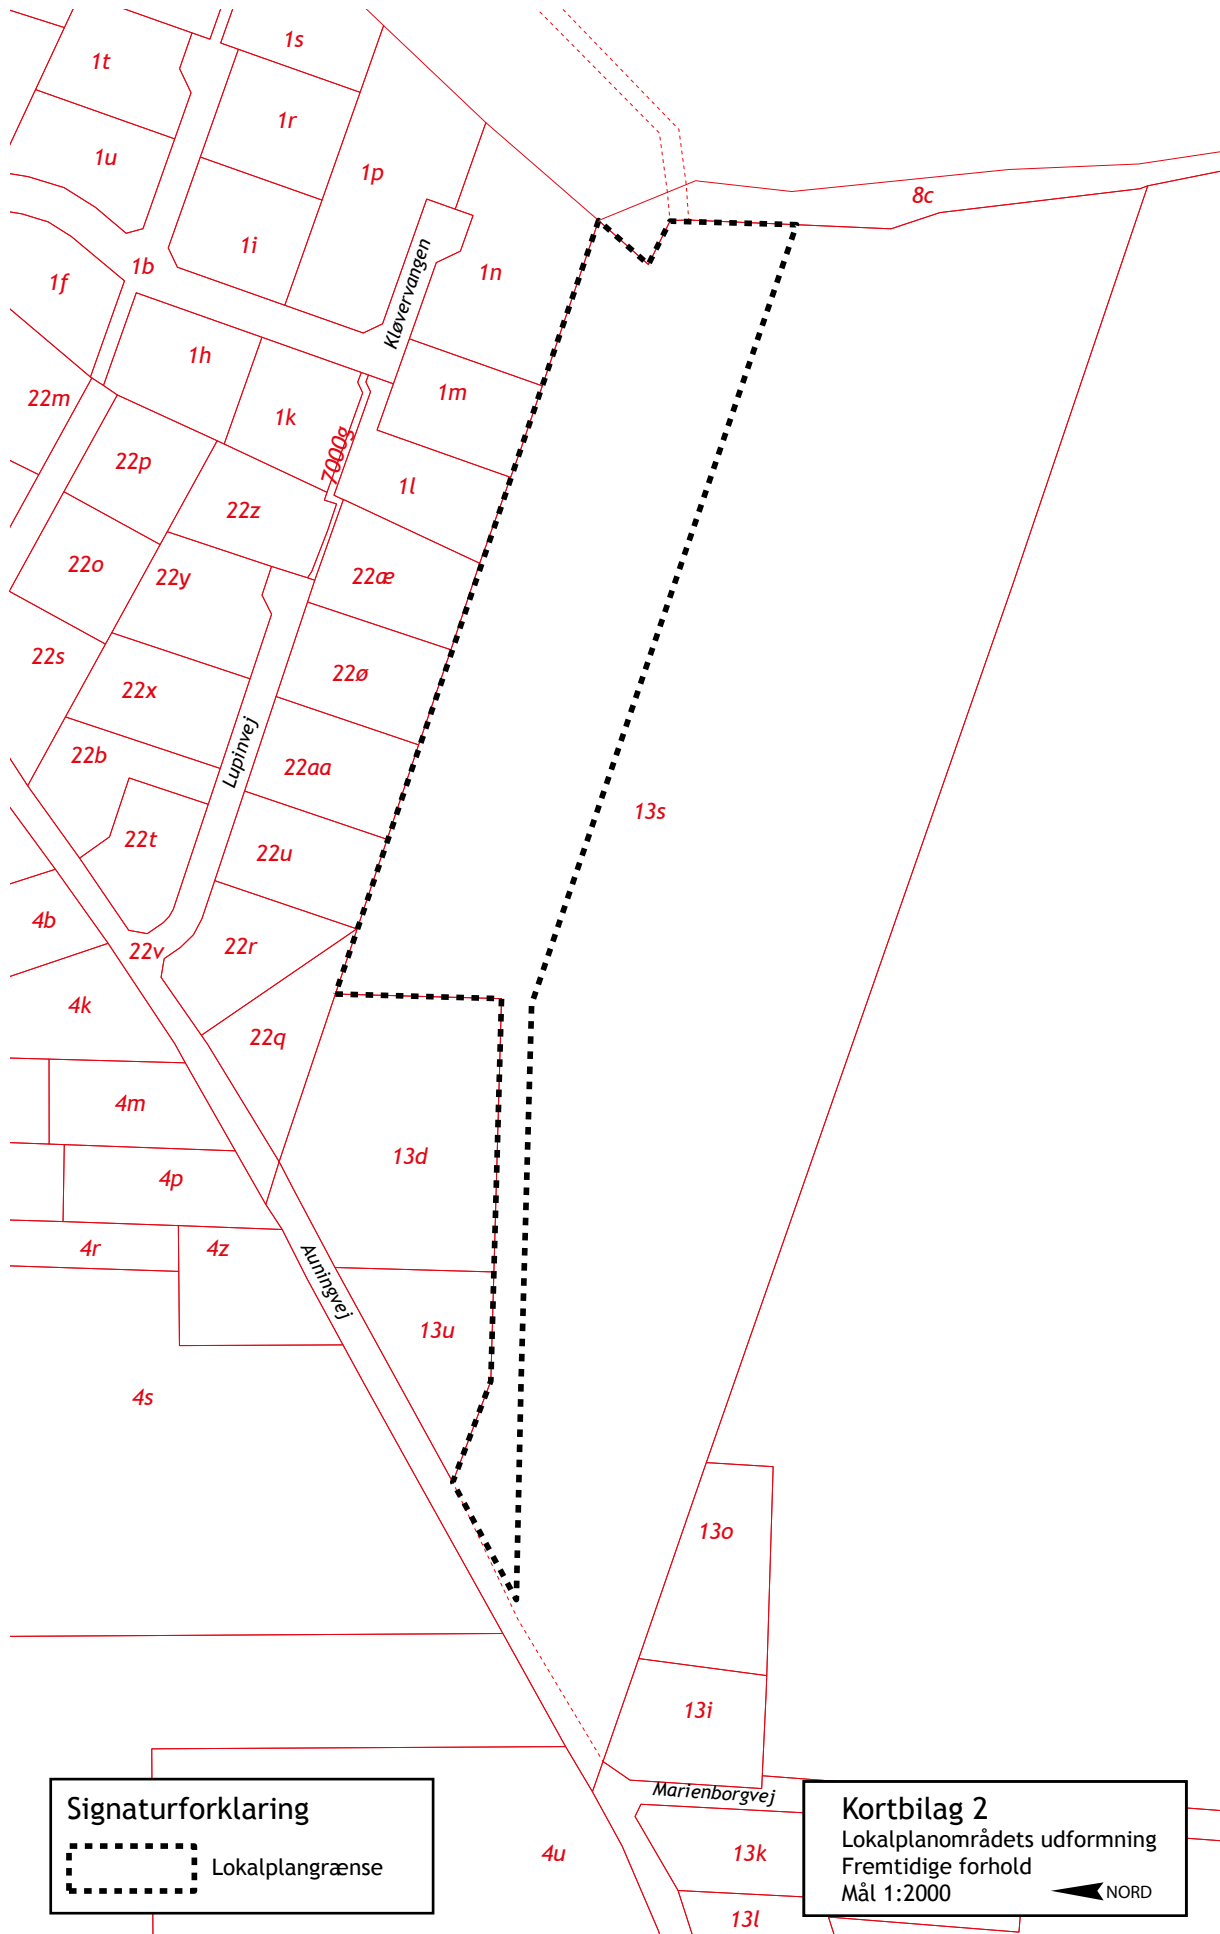 1s
1t
1r
1u
1p
8c
1i
1b
1n
Kløvervangen
1f
1h
1m
22m
1k
7000g
22p
1l
22z
22o
22y
22æ
22s
22ø
22x
Lupinvej
22b
22aa
13s
22t
22u
4b
22v
22r
4k
22q
4m
13d
4p
4r
4z
Auningvej
13u
4s
13o
13i
Marienborgvej
4u
13k
13l
Signaturforklaring
Lokalplangrænse
Kortbilag 2
Lokalplanområdets udformning
Fremtidige forhold
Mål 1:2000
NORD